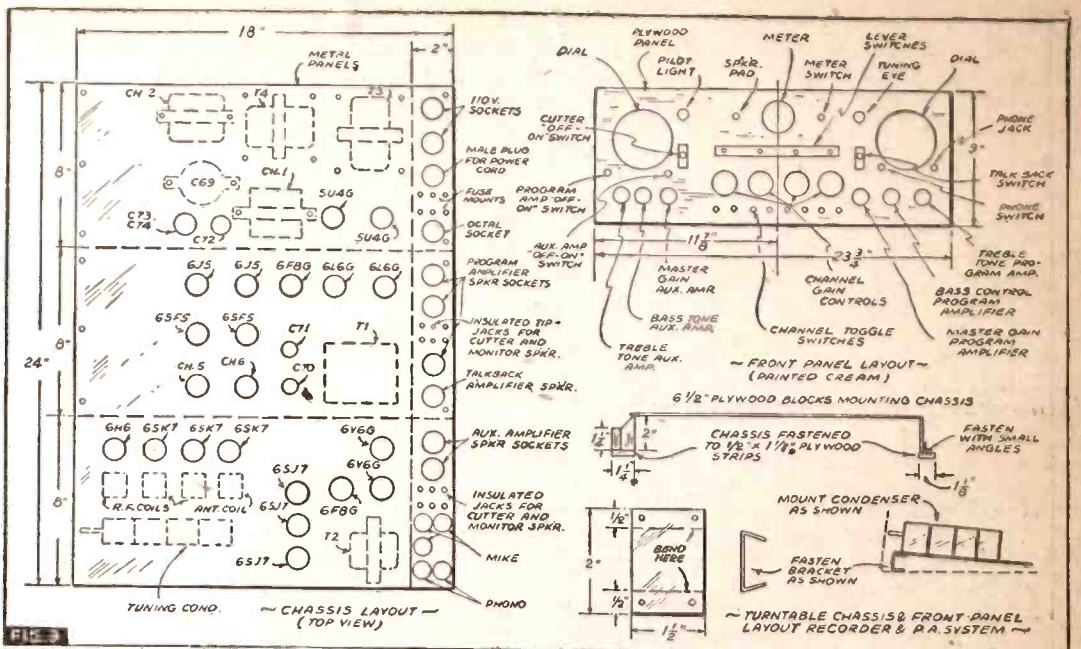 18"
2"
METAL
PANELS
CH 2
T4
T3
110V.
SOCKETS
MALE PLUG
FOR POWER
CORD
FUSE
MOUNTS
OCTAL
SOCKET
C69
CH.1
5U4G
5U4G
C73
C74
C72
8"
6J5
6J5
6F8G
6L6G
6L6G
PROGRAM
AMPLIFIER
SPKR SOCKETS
6SF5
6SF5
C71
T1
INSULATED TIP-
JACKS FOR
CUTTER AND
MONITOR SPKR.
24"
8"
CH.5
CH6
C70
TALKBACK
AMPLIFIER SPKR.
6H6
6SK7
6SK7
6SK7
6V6G
AUX. AMPLIFIER
SPKR SOCKETS
6SJ7
6V6G
R.F. COILS
ANT. COIL
6F8G
INSULATED
JACKS FOR
CUTTER AND
MONITOR SPKR.
8"
6SJ7
T2
MIKE
6SJ7
PHONO
TUNING COND.
~ CHASSIS LAYOUT ~
(TOP VIEW)
PLYWOOD
PANEL
METER
LEVER
SWITCHES
DIAL
PILOT
LIGHT
SPKR.
PAD
METER
SWITCH
TUNING
EYE
DIAL
CUTTER
"OFF-
ON" SWITCH
PHONE
JACK
9"
PROGRAM
AMP "OFF-
ON" SWITCH
TALK BACK
SWITCH
PHONE
SWITCH
AUX. AMP
"OFF-ON"
SWITCH
11 7/8
23 3/4"
MASTER
GAIN
AUX. AMP.
CHANNEL
GAIN
CONTROLS
TREBLE
TONE PRO-
GRAM AMP.
BASS CONTROL
PROGRAM
AMPLIFIER
BASS TONE
AUX. AMP.
CHANNEL TOGGLE
SWITCHES
MASTER GAIN
PROGRAM
AMPLIFIER
TREBLE
TONE AUX.
AMP.
~ FRONT PANEL LAYOUT ~
(PAINTED CREAM)
6 1/2" PLYWOOD BLOCKS MOUNTING CHASSIS
2"
CHASSIS FASTENED
TO 1/2" X 1 1/8" PLYWOOD
STRIPS
FASTEN
WITH SMALL
ANGLES
1 1/4"
1 1/8"
MOUNT CONDENSER
AS SHOWN
1/2"
BEND
HERE
2"
FASTEN
BRACKET
AS SHOWN
1/2"
1 1/2"
~ TURNTABLE CHASSIS & FRONT PANEL
LAYOUT RECORDER & P.A. SYSTEM ~